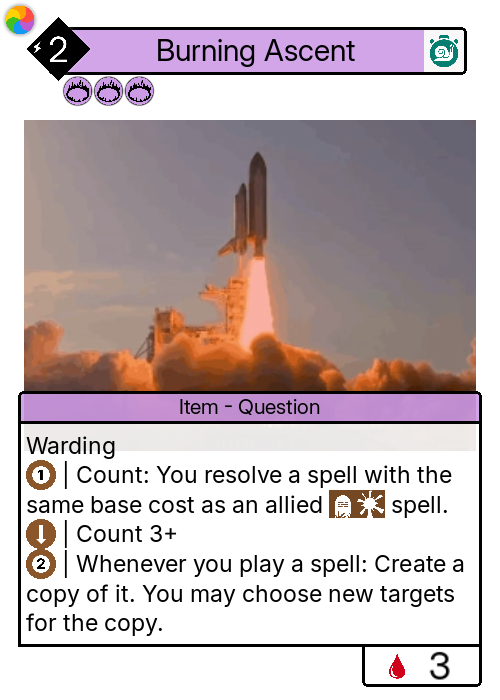 2 Burning Ascent
Item - Question
Warding
1 | Count: You resolve a spell with the
same base cost as an allied spell.
| Count 3+
2 | Whenever you play a spell: Create a
copy of it. You may choose new targets
for the copy.
3